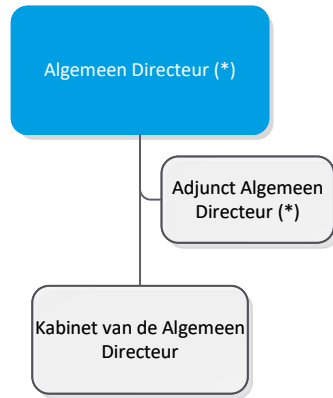 Algemeen Directeur (*)
Adjunct Algemeen
Directeur (*)
Kabinet van de Algemeen
Directeur